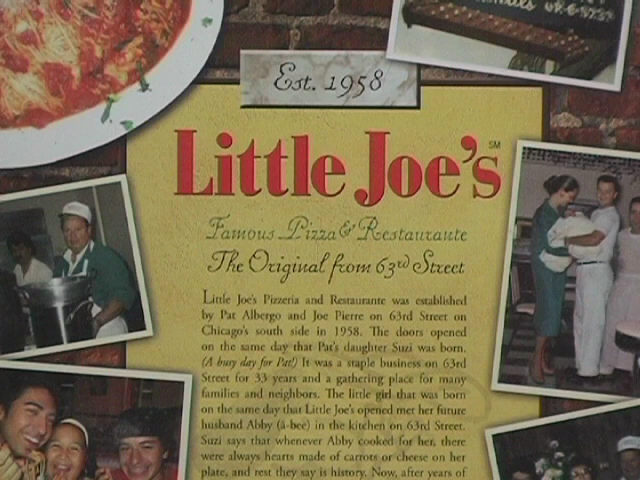 Est. 1958
Little Joe's SM
Famous Pizza & Restaurante
The Original from 63rd Street
Little Joe's Pizzeria and Restaurante was established
by Pat Albergo and Joe Pierre on 63rd Street on
Chicago's south side in 1958. The doors opened
on the same day that Pat's daughter Suzi was born.
(A busy day for Pat!) It was a staple business on 63rd
Street for 33 years and a gathering place for many
families and neighbors. The little girl that was born
on the same day that Little Joe's opened met her future
husband Abby (ā-bee) in the kitchen on 63rd Street.
Suzi says that whenever Abby cooked for her, there
were always hearts made of carrots or cheese on her
plate, and rest they say is history. Now, after years of